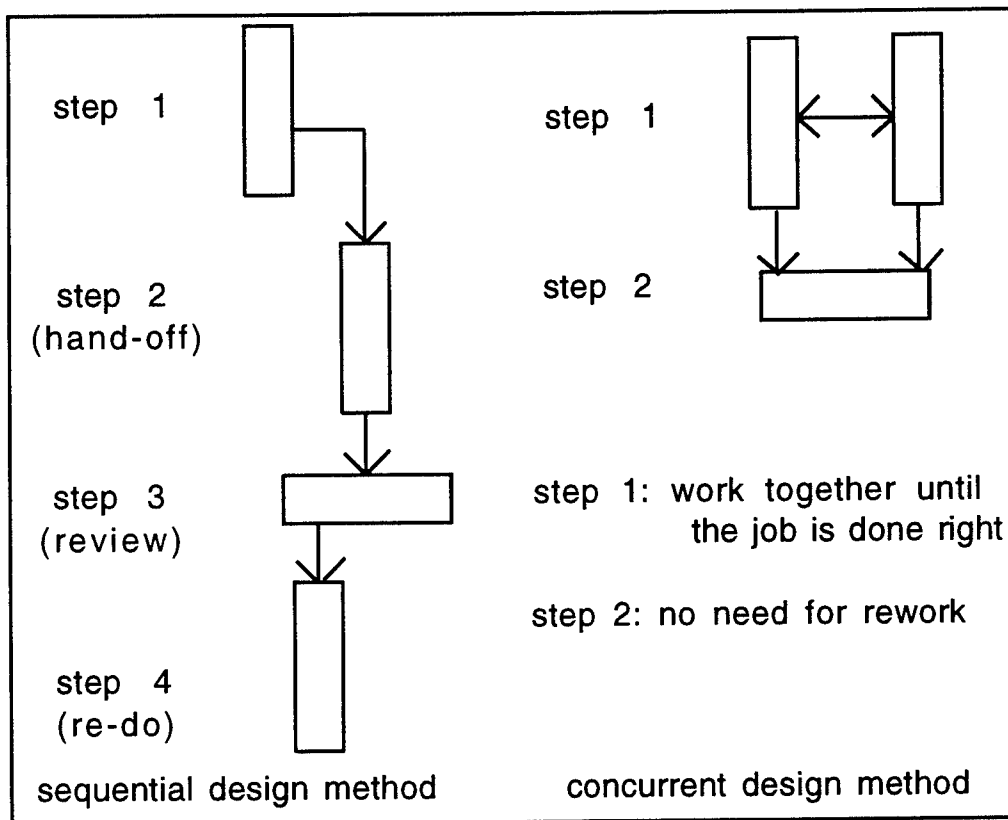 step 1
step 2
(hand-off)
step 3
(review)
step 4
(re-do)
sequential design method
step 1
step 2
step 1: work together until
the job is done right
step 2: no need for rework
concurrent design method